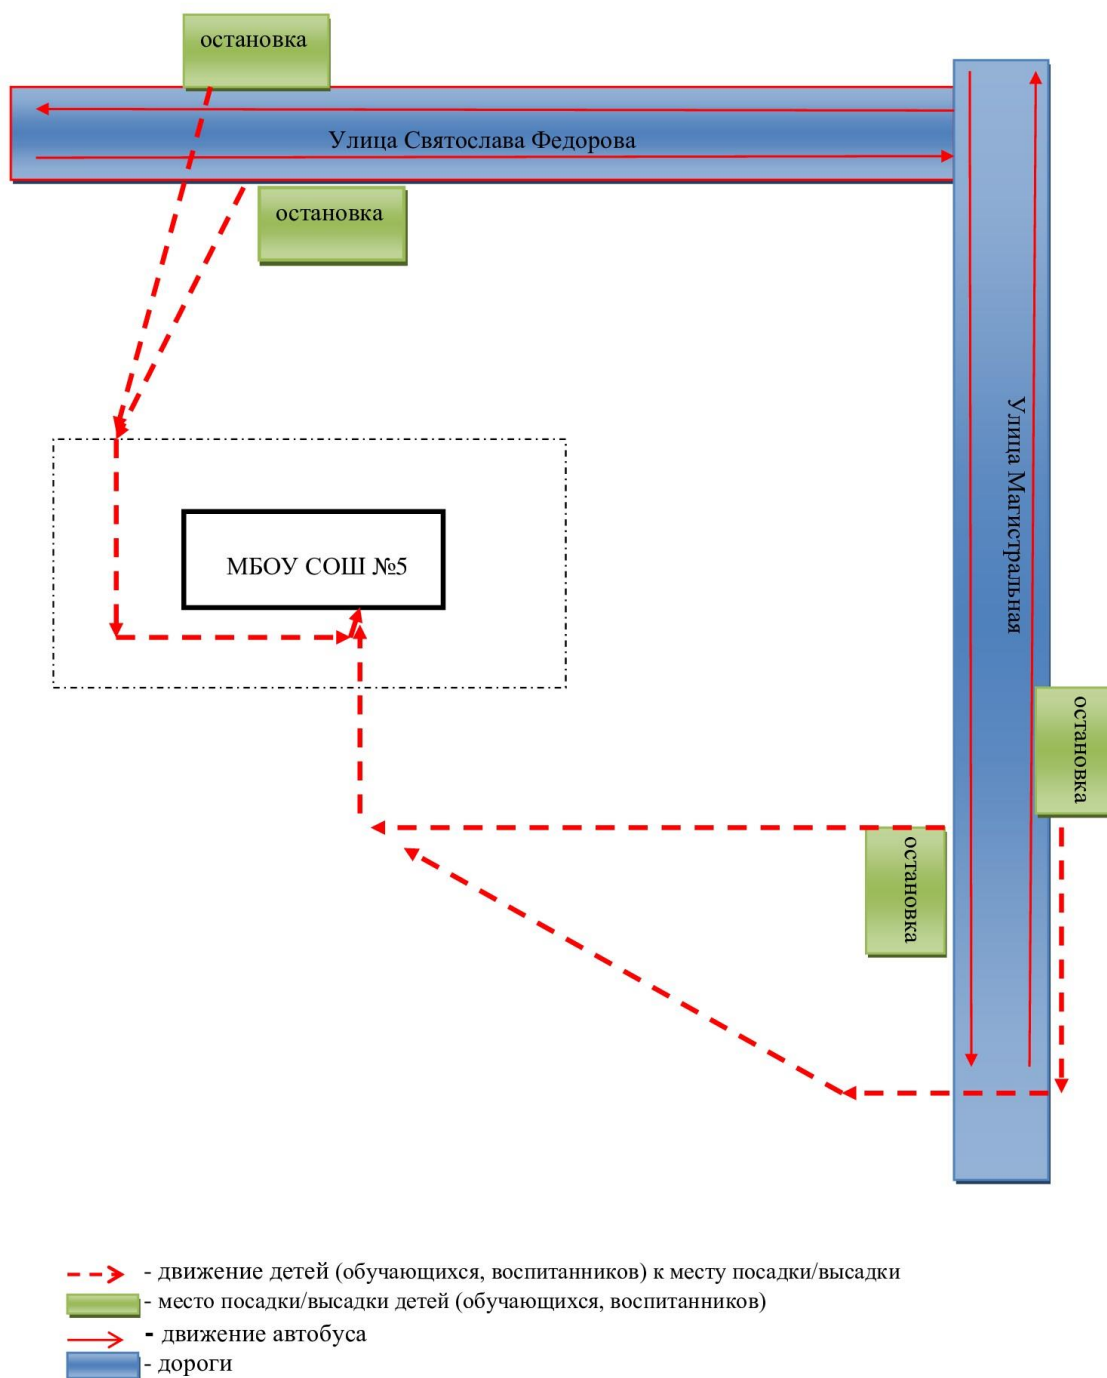 остановка
Улица Святослава Федорова
остановка
Улица Магистральная
МБОУ СОШ №5
остановка
остановка
- движение детей (обучающихся, воспитанников) к месту посадки/высадки
- место посадки/высадки детей (обучающихся, воспитанников)
- движение автобуса
- дороги